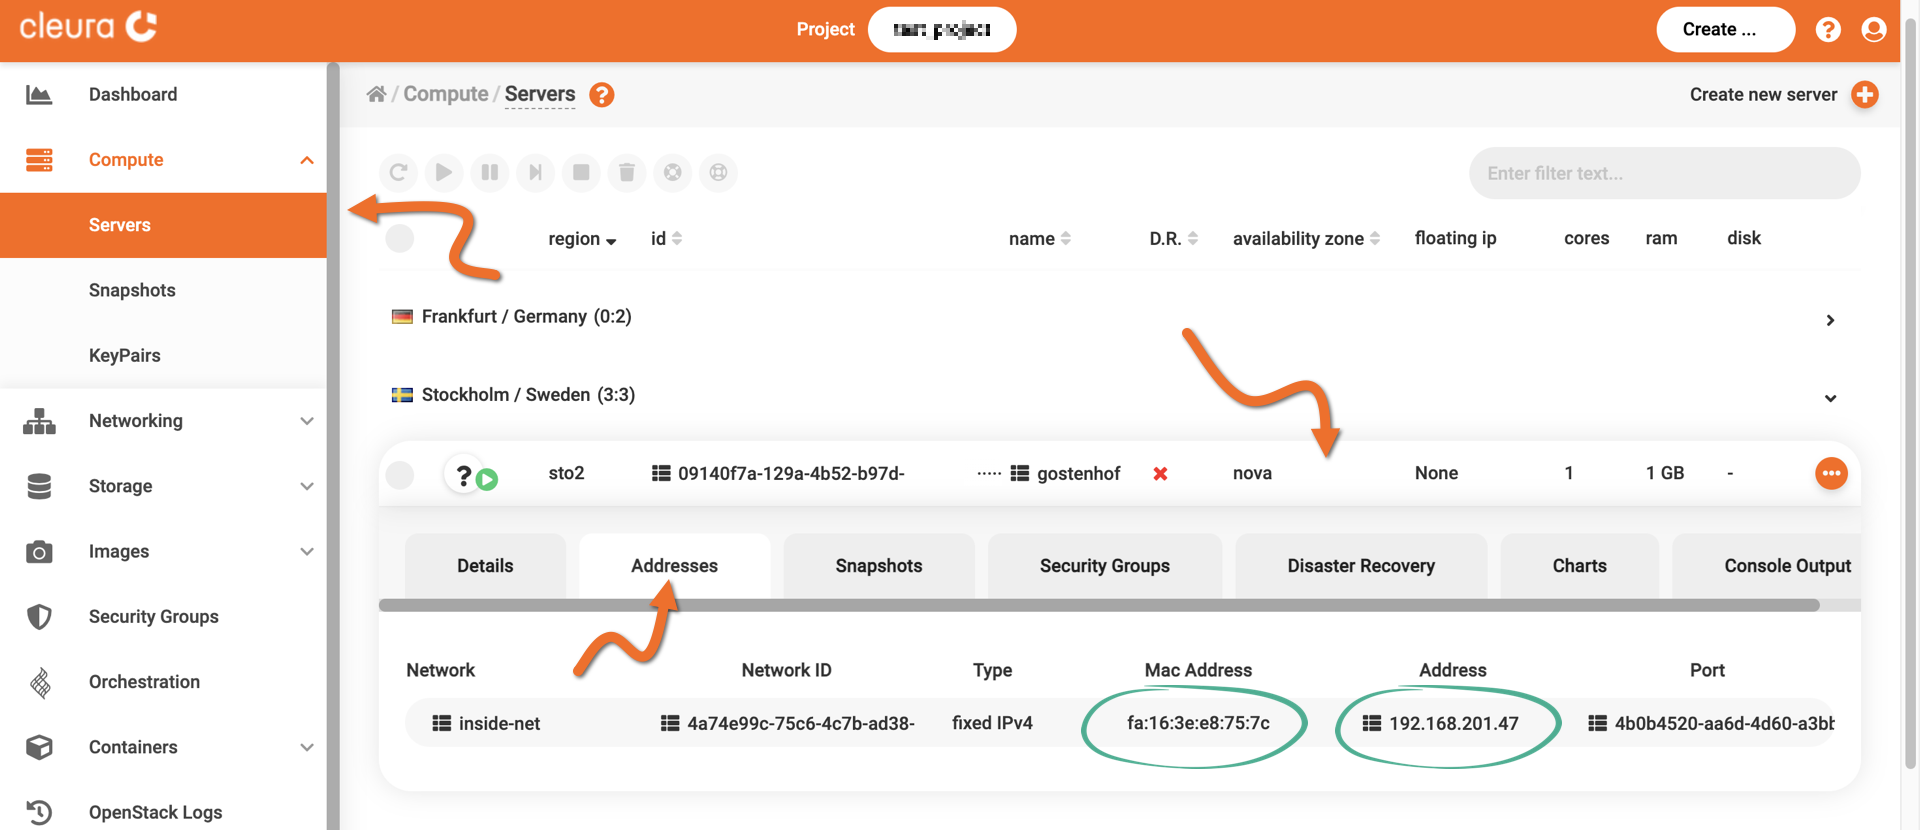 cleura
Project
Create ...
Dashboard
Compute
Servers
Snapshots
KeyPairs
Networking
Storage
Images
Security Groups
Orchestration
Containers
OpenStack Logs
/ Compute / Servers
Create new server
Enter filter text...
region id name D.R. availability zone floating ip cores ram disk
Frankfurt / Germany (0:2)
Stockholm / Sweden (3:3)
sto2 09140f7a-129a-4b52-b97d- ..... gostenhof nova None 1 1 GB -
Details Addresses Snapshots Security Groups Disaster Recovery Charts Console Output
Network Network ID Type Mac Address Address Port
inside-net 4a74e99c-75c6-4c7b-ad38- fixed IPv4 fa:16:3e:e8:75:7c 192.168.201.47 4b0b4520-aa6d-4d60-a3bb